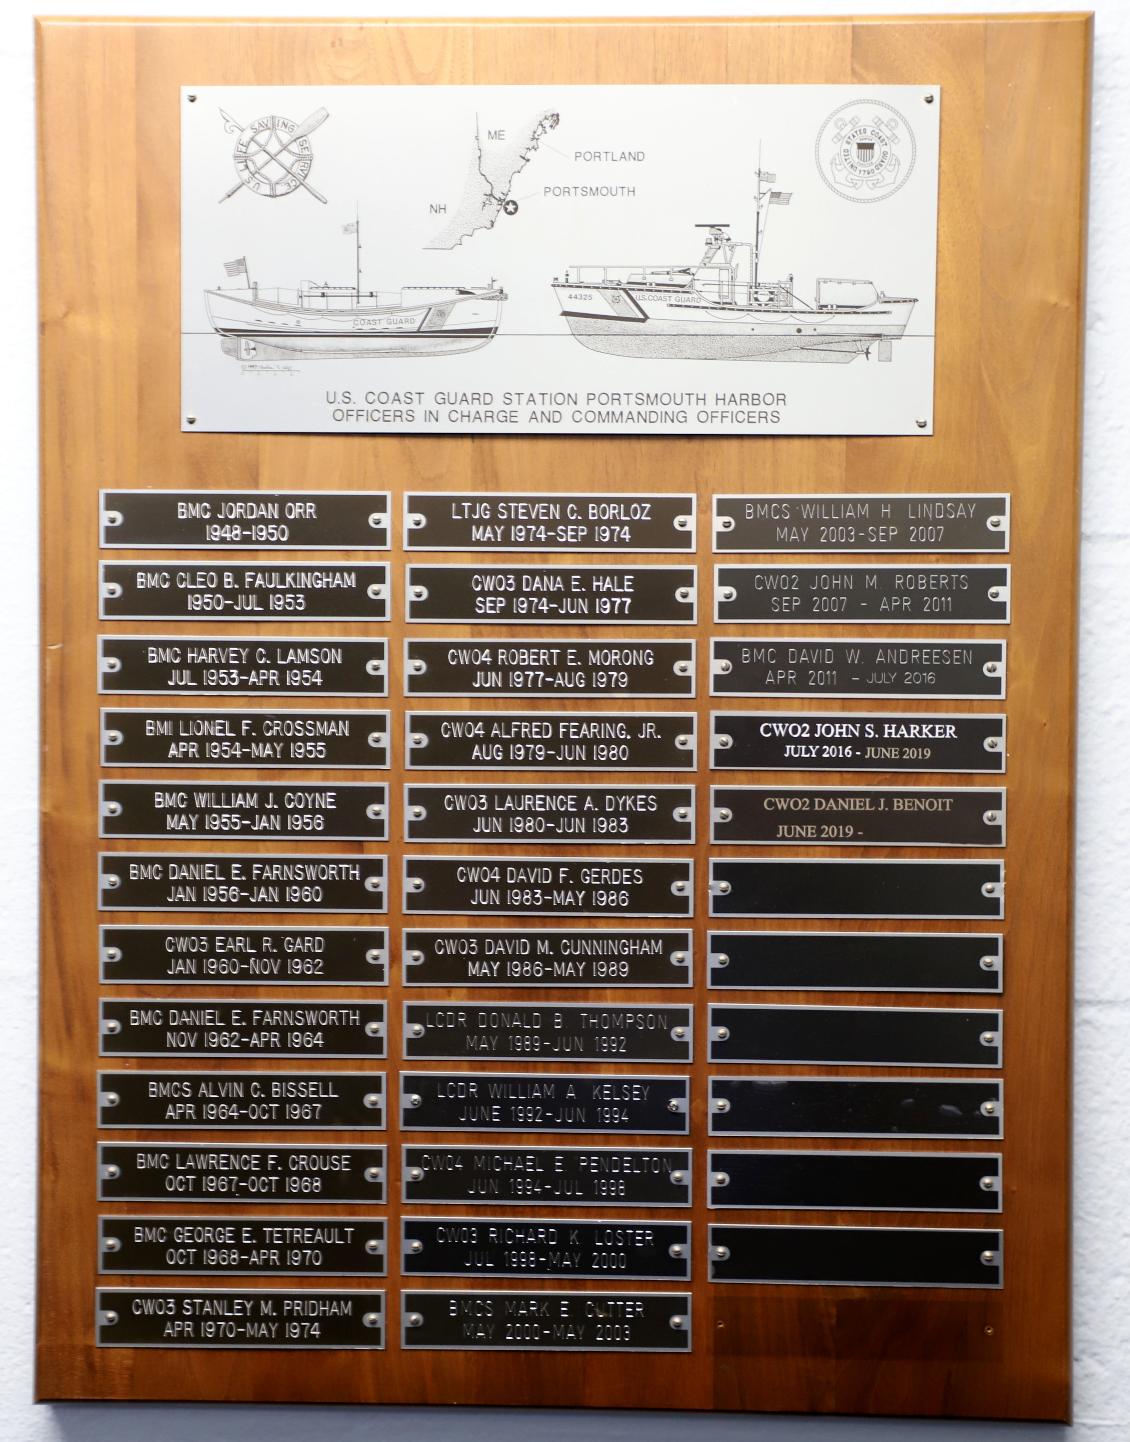 U.S. LIFE SAVING SERVICE
ME
PORTLAND
PORTSMOUTH
NH
UNITED STATES COAST GUARD
1790
COAST GUARD
44325
U.S. COAST GUARD
U.S. COAST GUARD STATION PORTSMOUTH HARBOR
OFFICERS IN CHARGE AND COMMANDING OFFICERS
BMC JORDAN ORR
1948-1950
BMC CLEO B. FAULKINGHAM
1950-JUL 1953
BMC HARVEY C. LAMSON
JUL 1953-APR 1954
BM1 LIONEL F. CROSSMAN
APR 1954-MAY 1955
BMC WILLIAM J. COYNE
MAY 1955-JAN 1956
BMC DANIEL E. FARNSWORTH
JAN 1956-JAN 1960
CWO3 EARL R. GARD
JAN 1960-NOV 1962
BMC DANIEL E. FARNSWORTH
NOV 1962-APR 1964
BMCS ALVIN C. BISSELL
APR 1964-OCT 1967
BMC LAWRENCE F. CROUSE
OCT 1967-OCT 1968
BMC GEORGE E. TETREAULT
OCT 1968-APR 1970
CWO3 STANLEY M. PRIDHAM
APR 1970-MAY 1974
LTJG STEVEN C. BORLOZ
MAY 1974-SEP 1974
CWO3 DANA E. HALE
SEP 1974-JUN 1977
CWO4 ROBERT E. MORONG
JUN 1977-AUG 1979
CWO4 ALFRED FEARING, JR.
AUG 1979-JUN 1980
CWO3 LAURENCE A. DYKES
JUN 1980-JUN 1983
CWO4 DAVID F. GERDES
JUN 1983-MAY 1986
CWO3 DAVID M. CUNNINGHAM
MAY 1986-MAY 1989
LCDR DONALD B. THOMPSON
MAY 1989-JUN 1992
LCDR WILLIAM A KELSEY
JUNE 1992-JUN 1994
CWO4 MICHAEL E PENDELTON
JUN 1994-JUL 1998
CWO3 RICHARD K LOSTER
JUL 1998-MAY 2000
BMCS MARK E CUTTER
MAY 2000-MAY 2003
BMCS WILLIAM H LINDSAY
MAY 2003-SEP 2007
CWO2 JOHN M. ROBERTS
SEP 2007 - APR 2011
BMC DAVID W. ANDREESEN
APR 2011 - JULY 2016
CWO2 JOHN S. HARKER
JULY 2016 - JUNE 2019
CWO2 DANIEL J. BENOIT
JUNE 2019 -